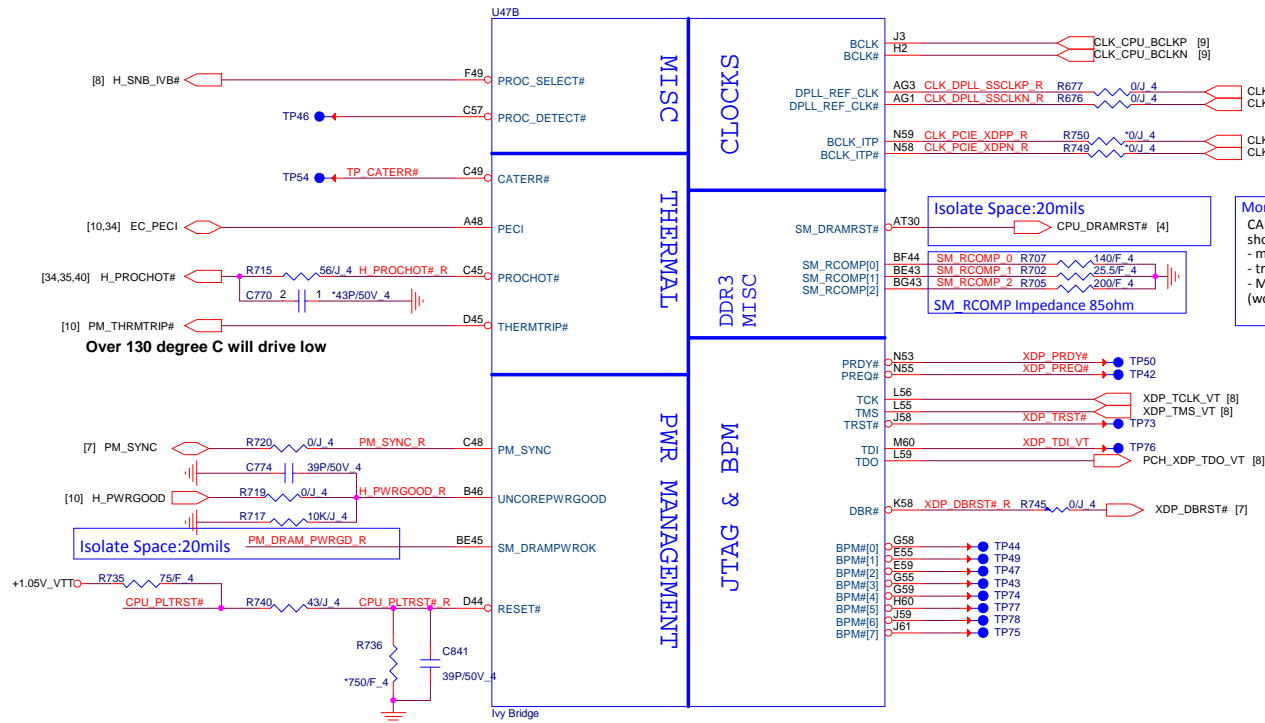 U47B
[8] H_SNB_IVB#
F49
PROC_SELECT#
TP46
C57
PROC_DETECT#
MISC
TP54
TP_CATERR#
C49
CATERR#
[10,34] EC_PECI
A48
PECI
[34,35,40] H_PROCHOT#
R715
56/J_4
H_PROCHOT#_R
C45
PROCHOT#
C770
2
1
*43P/50V_4
[10] PM_THRMTRIP#
D45
THERMTRIP#
Over 130 degree C will drive low
THERMAL
[7] PM_SYNC
R720
0/J_4
PM_SYNC_R
C48
PM_SYNC
C774
39P/50V_4
[10] H_PWRGOOD
R719
0/J_4
H_PWRGOOD_R
B46
UNCOREPWRGOOD
R717
10K/J_4
Isolate Space:20mils
PM_DRAM_PWRGD_R
BE45
SM_DRAMPWROK
+1.05V_VTT
R735
75/F_4
CPU_PLTRST#
R740
43/J_4
CPU_PLTRST#_R
D44
RESET#
R736
*750/F_4
C841
39P/50V_4
PWR MANAGEMENT
Ivy Bridge
CLOCKS
BCLK
J3
CLK_CPU_BCLKP [9]
BCLK#
H2
CLK_CPU_BCLKN [9]
DPLL_REF_CLK
AG3
CLK_DPLL_SSCLKP_R
R677
0/J_4
CLK
DPLL_REF_CLK#
AG1
CLK_DPLL_SSCLKN_R
R676
0/J_4
CLK
BCLK_ITP
N59
CLK_PCIE_XDPP_R
R750
*0/J_4
CLK
BCLK_ITP#
N58
CLK_PCIE_XDPN_R
R749
*0/J_4
CLK
DDR3
MISC
Isolate Space:20mils
SM_DRAMRST#
AT30
CPU_DRAMRST# [4]
SM_RCOMP[0]
BF44
SM_RCOMP_0
R707
140/F_4
SM_RCOMP[1]
BE43
SM_RCOMP_1
R702
25.5/F_4
SM_RCOMP[2]
BG43
SM_RCOMP_2
R705
200/F_4
SM_RCOMP Impedance 85ohm
JTAG & BPM
PRDY#
N53
XDP_PRDY#
TP50
PREQ#
N55
XDP_PREQ#
TP42
TCK
L56
XDP_TCLK_VT [8]
TMS
L55
XDP_TMS_VT [8]
TRST#
J58
XDP_TRST#
TP73
TDI
M60
XDP_TDI_VT
TP76
TDO
L59
PCH_XDP_TDO_VT [8]
DBR#
K58
XDP_DBRST#_R
R745
0/J_4
XDP_DBRST# [7]
BPM#[0]
G58
TP44
BPM#[1]
E55
TP49
BPM#[2]
E59
TP47
BPM#[3]
G55
TP43
BPM#[4]
G59
TP74
BPM#[5]
H60
TP77
BPM#[6]
J59
TP78
BPM#[7]
J61
TP75